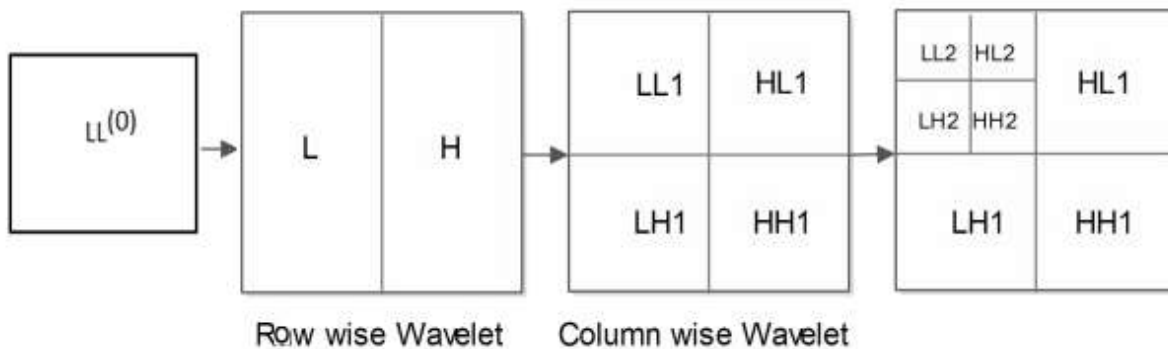 LL(0)
L H
LL1 HL1
LH1 HH1
LL2 HL2
LH2 HH2
HL1
LH1 HH1
Row wise Wavelet
Column wise Wavelet